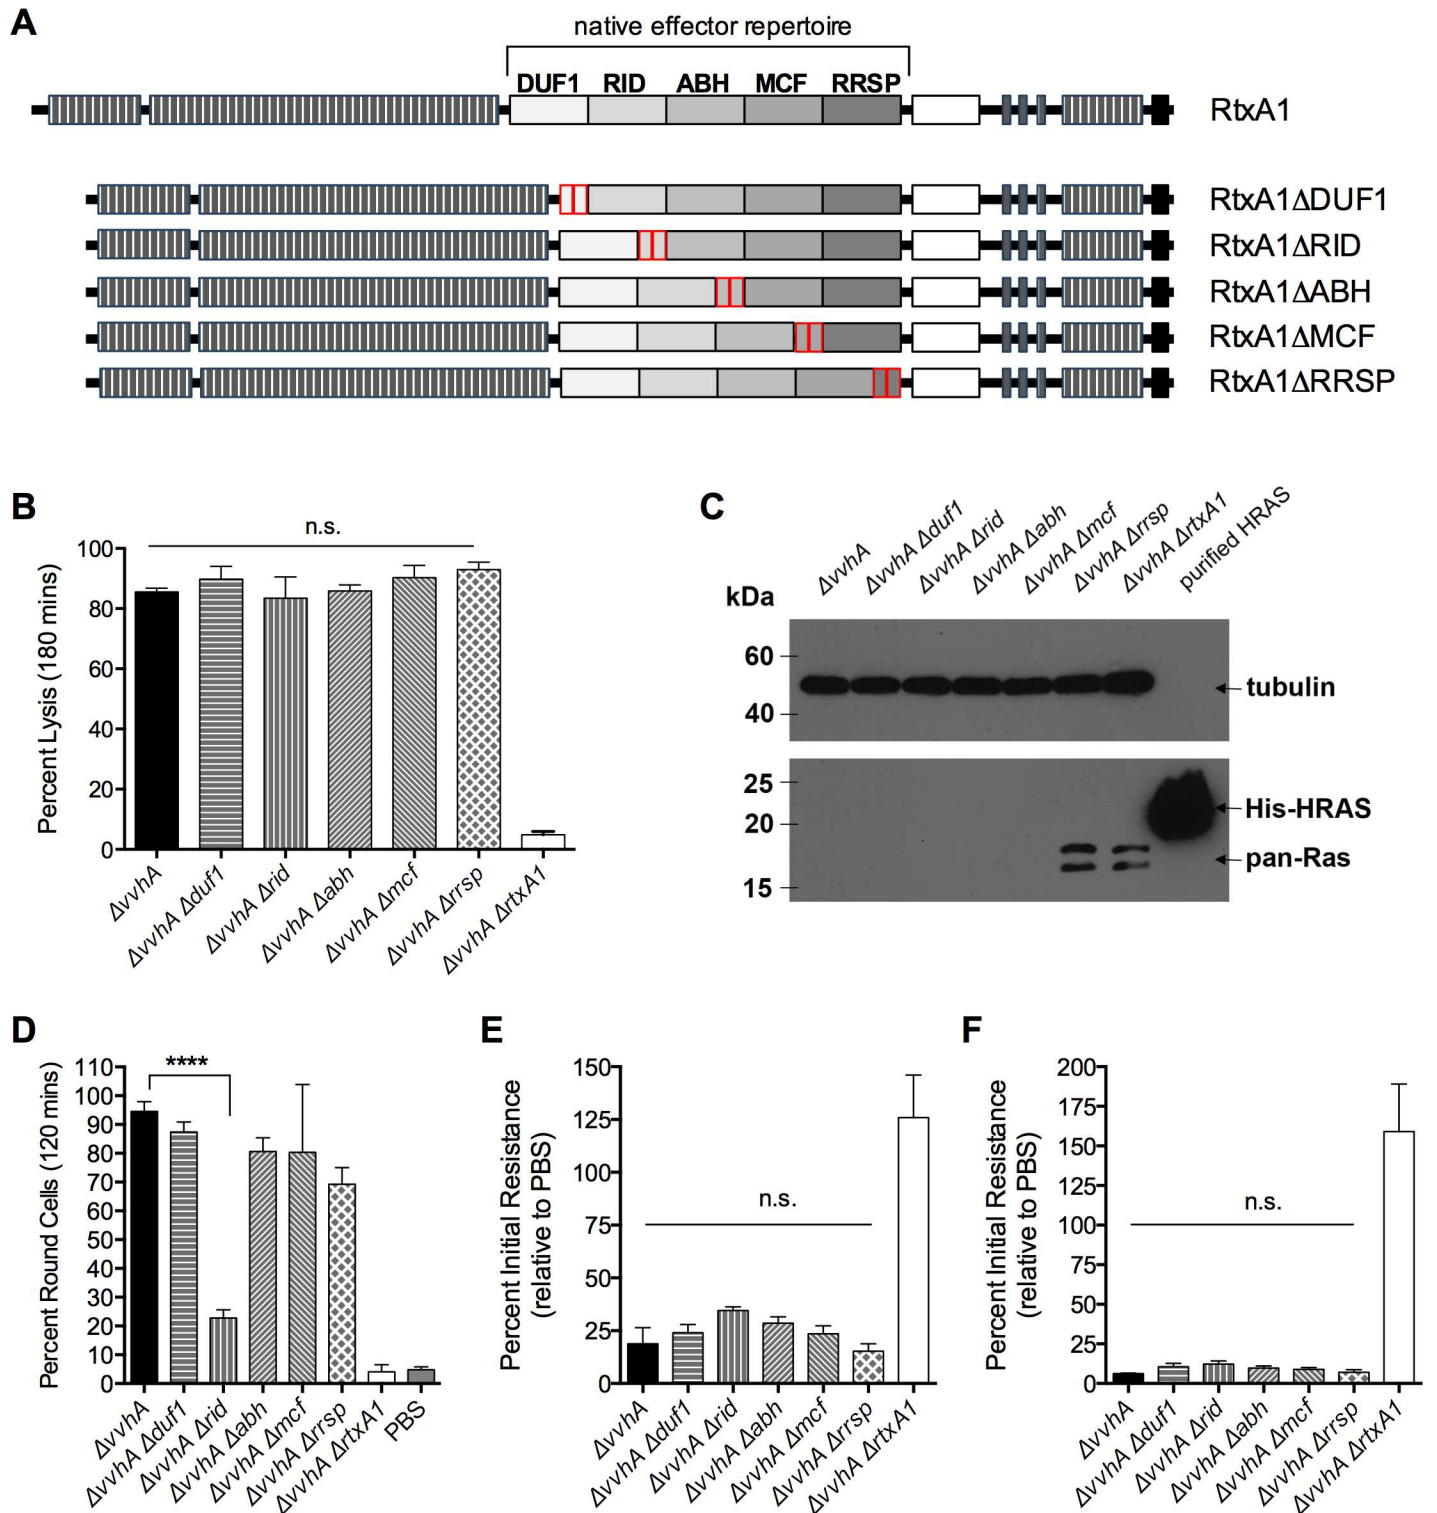 A
native effector repertoire
DUF1 RID ABH MCF RRSP
RtxA1
RtxA1ΔDUF1
RtxA1ΔRID
RtxA1ΔABH
RtxA1ΔMCF
RtxA1ΔRRSP
B
n.s.
Percent Lysis (180 mins)
100
80
60
40
20
0
ΔvvhA
ΔvvhA Δduf1
ΔvvhA Δrid
ΔvvhA Δabh
ΔvvhA Δmcf
ΔvvhA Δrrsp
ΔvvhA ΔrtxA1
C
ΔvvhA
ΔvvhA Δduf1
ΔvvhA Δrid
ΔvvhA Δabh
ΔvvhA Δmcf
ΔvvhA Δrrsp
ΔvvhA ΔrtxA1
purified HRAS
kDa
60
tubulin
40
25
His-HRAS
20
pan-Ras
15
D
****
Percent Round Cells (120 mins)
110
100
90
80
70
60
50
40
30
20
10
0
ΔvvhA
ΔvvhA Δduf1
ΔvvhA Δrid
ΔvvhA Δabh
ΔvvhA Δmcf
ΔvvhA Δrrsp
ΔvvhA ΔrtxA1
PBS
E
Percent Initial Resistance
(relative to PBS)
150
125
100
75
50
25
0
n.s.
ΔvvhA
ΔvvhA Δduf1
ΔvvhA Δrid
ΔvvhA Δabh
ΔvvhA Δmcf
ΔvvhA Δrrsp
ΔvvhA ΔrtxA1
F
Percent Initial Resistance
(relative to PBS)
200
175
150
125
100
75
50
25
0
n.s.
ΔvvhA
ΔvvhA Δduf1
ΔvvhA Δrid
ΔvvhA Δabh
ΔvvhA Δmcf
ΔvvhA Δrrsp
ΔvvhA ΔrtxA1